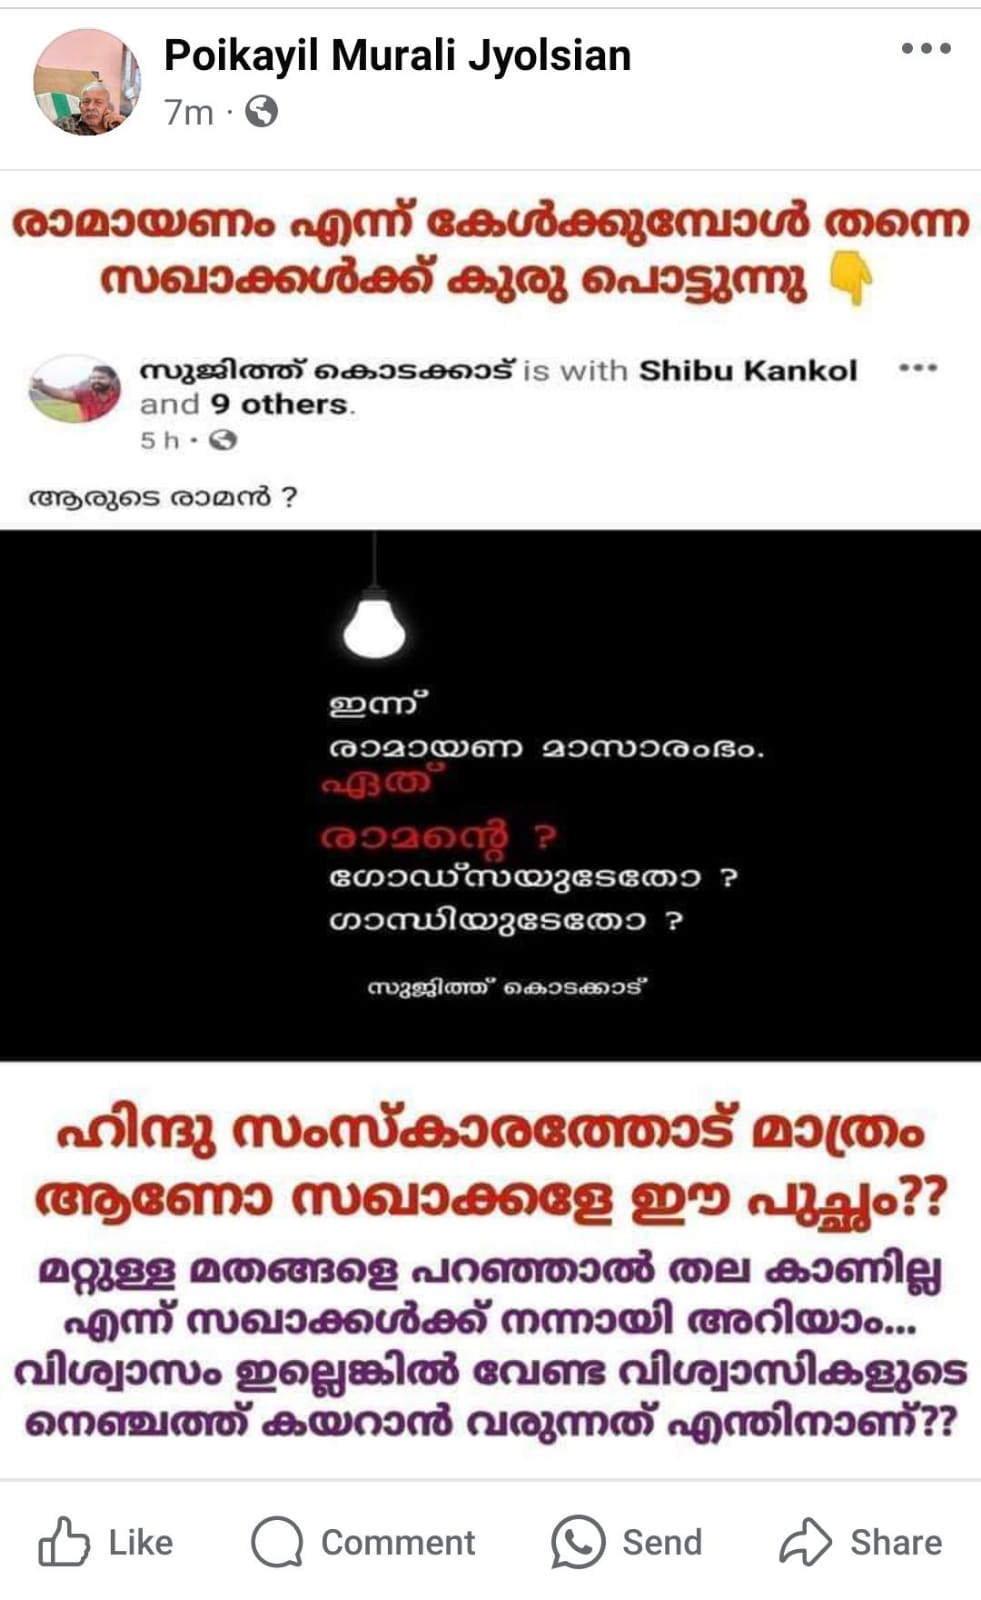 Poikayil Murali Jyolsian
7m ·
രാമായണം എന്ന് കേൾക്കുമ്പോൾ തന്നെ
സഖാക്കൾക്ക് കുരു പൊട്ടുന്നു 👇
സുജിത്ത് കൊടക്കാട് is with Shibu Kankol
and 9 others.
5 h ·
ആരുടെ രാമൻ ?
ഇന്ന്
രാമായണ മാസാരംഭം.
ഏത്
രാമന്റെ ?
ഗോഡ്സയുടേതോ ?
ഗാന്ധിയുടേതോ ?
സുജിത്ത് കൊടക്കാട്
ഹിന്ദു സംസ്കാരത്തോട് മാത്രം
ആണോ സഖാക്കളേ ഈ പുച്ഛം??
മറ്റുള്ള മതങ്ങളെ പറഞ്ഞാൽ തല കാണില്ല
എന്ന് സഖാക്കൾക്ക് നന്നായി അറിയാം...
വിശ്വാസം ഇല്ലെങ്കിൽ വേണ്ട വിശ്വാസികളുടെ
നെഞ്ചത്ത് കയറാൻ വരുന്നത് എന്തിനാണ്??
Like Comment Send Share